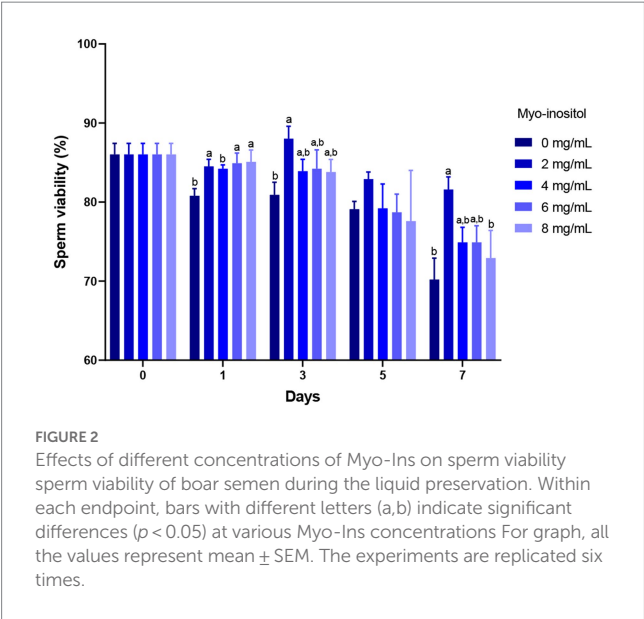 100
90
80
70
60
Sperm viability (%)
b a b a a
b a a,b a,b a,b
b a a,b a,b b
0 1 3 5 7
Days
Myo-inositol
0 mg/mL
2 mg/mL
4 mg/mL
6 mg/mL
8 mg/mL
FIGURE 2
Effects of different concentrations of Myo-Ins on sperm viability
sperm viability of boar semen during the liquid preservation. Within
each endpoint, bars with different letters (a,b) indicate significant
differences (p < 0.05) at various Myo-Ins concentrations For graph, all
the values represent mean ± SEM. The experiments are replicated six
times.